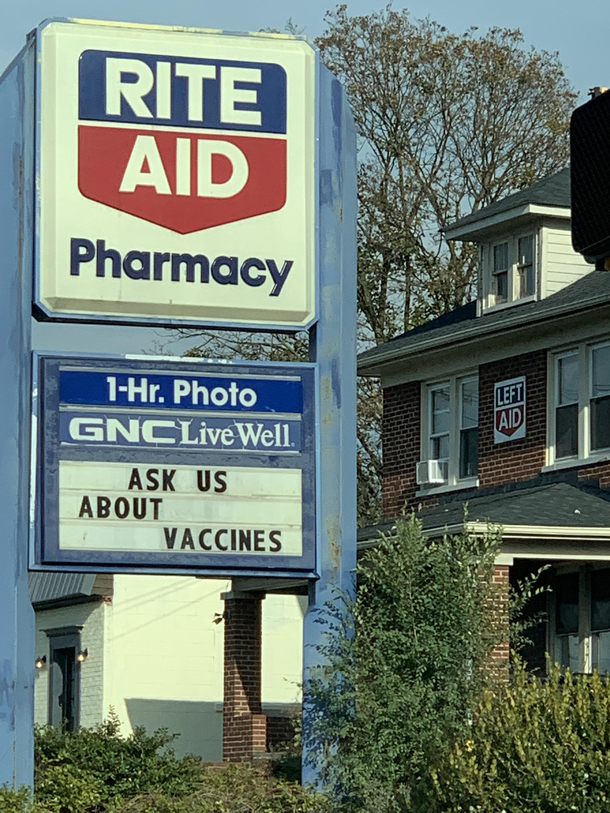 RITE
AID
Pharmacy
1-Hr. Photo
GNC LiveWell.
ASK US
ABOUT
VACCINES
LEFT
AID